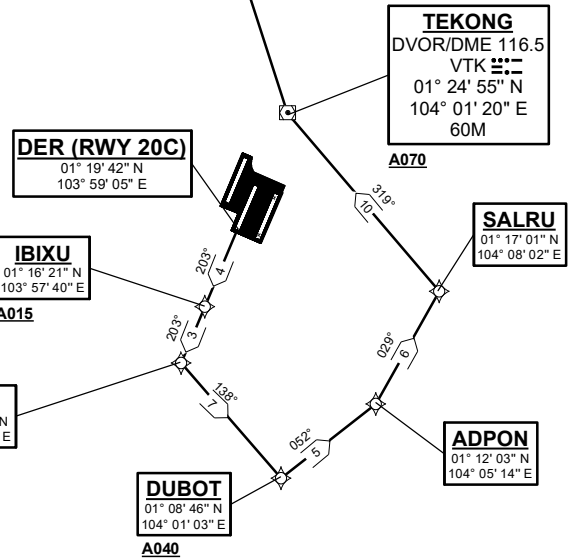 TEKONG
DVOR/DME 116.5
VTK
01° 24' 55" N
104° 01' 20" E
60M
A070
DER (RWY 20C)
01° 19' 42" N
103° 59' 05" E
319°
10
SALRU
01° 17' 01" N
104° 08' 02" E
203°
4
IBIXU
01° 16' 21" N
103° 57' 40" E
A015
203°
3
029°
6
138°
7
N
E
052°
5
ADPON
01° 12' 03" N
104° 05' 14" E
DUBOT
01° 08' 46" N
104° 01' 03" E
A040